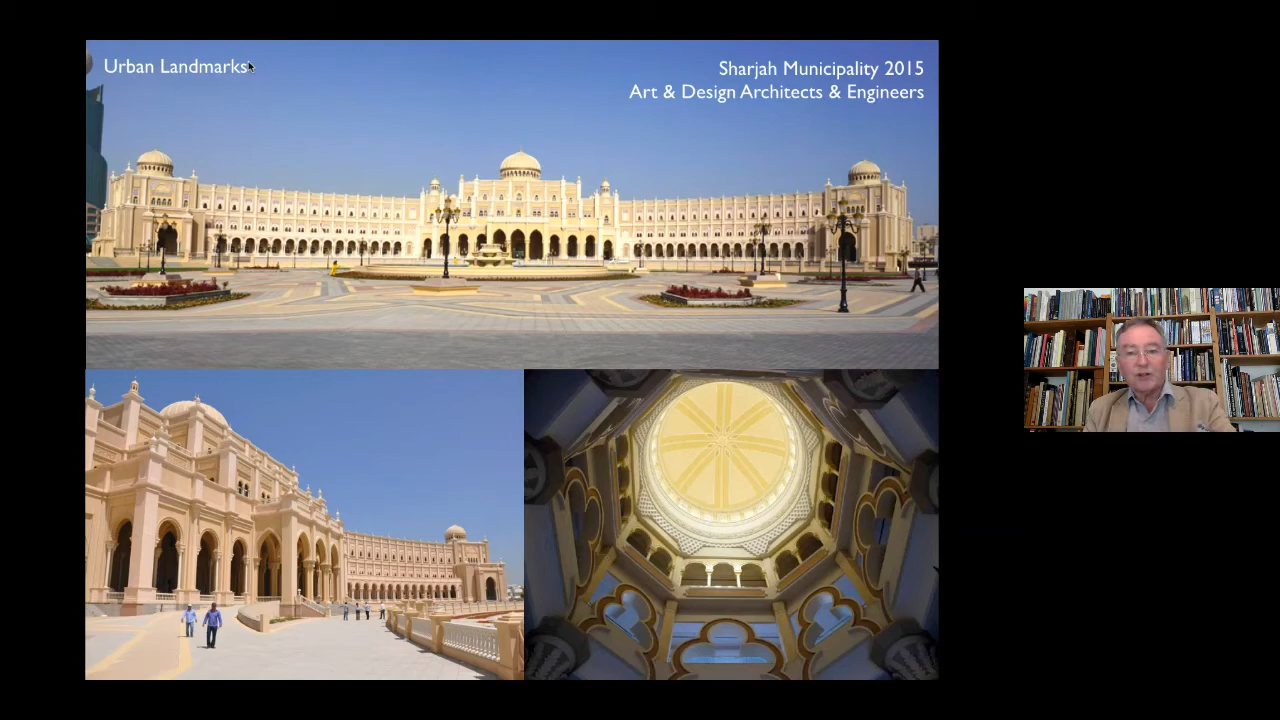 Urban Landmarks
Sharjah Municipality 2015
Art & Design Architects & Engineers